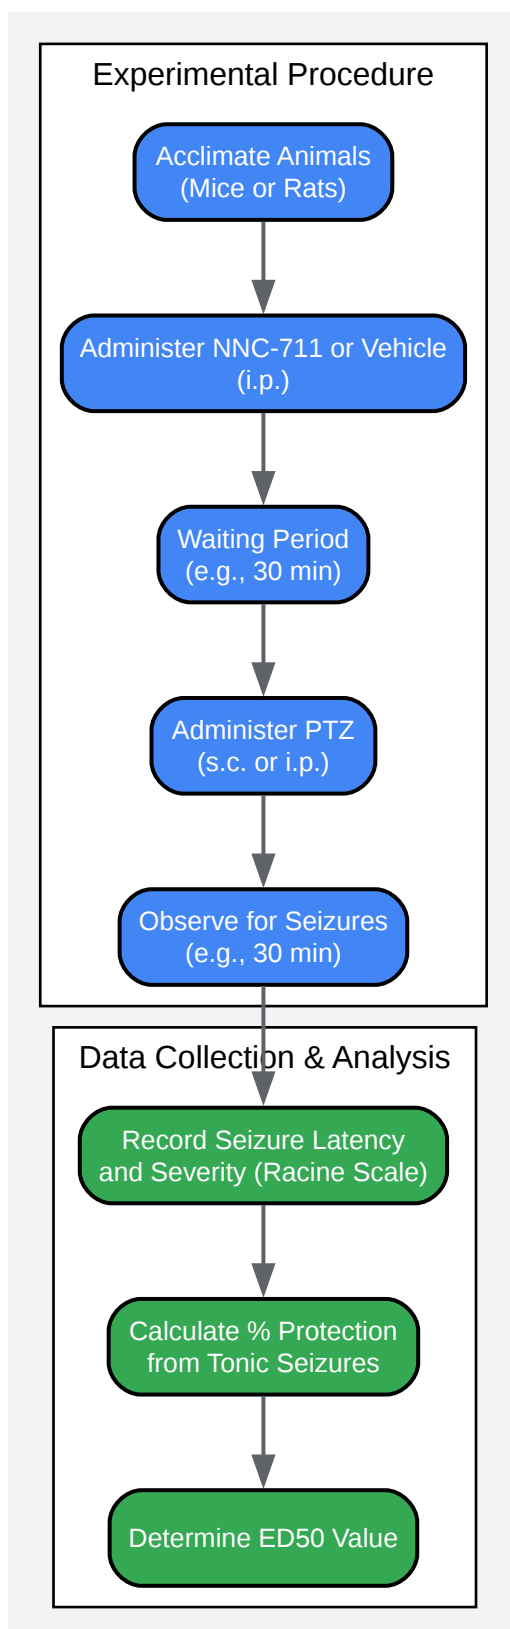 Experimental Procedure
Acclimate Animals
(Mice or Rats)
Administer NNC-711 or Vehicle
(i.p.)
Waiting Period
(e.g., 30 min)
Administer PTZ
(s.c. or i.p.)
Observe for Seizures
(e.g., 30 min)
Data Collection & Analysis
Record Seizure Latency
and Severity (Racine Scale)
Calculate % Protection
from Tonic Seizures
Determine ED50 Value